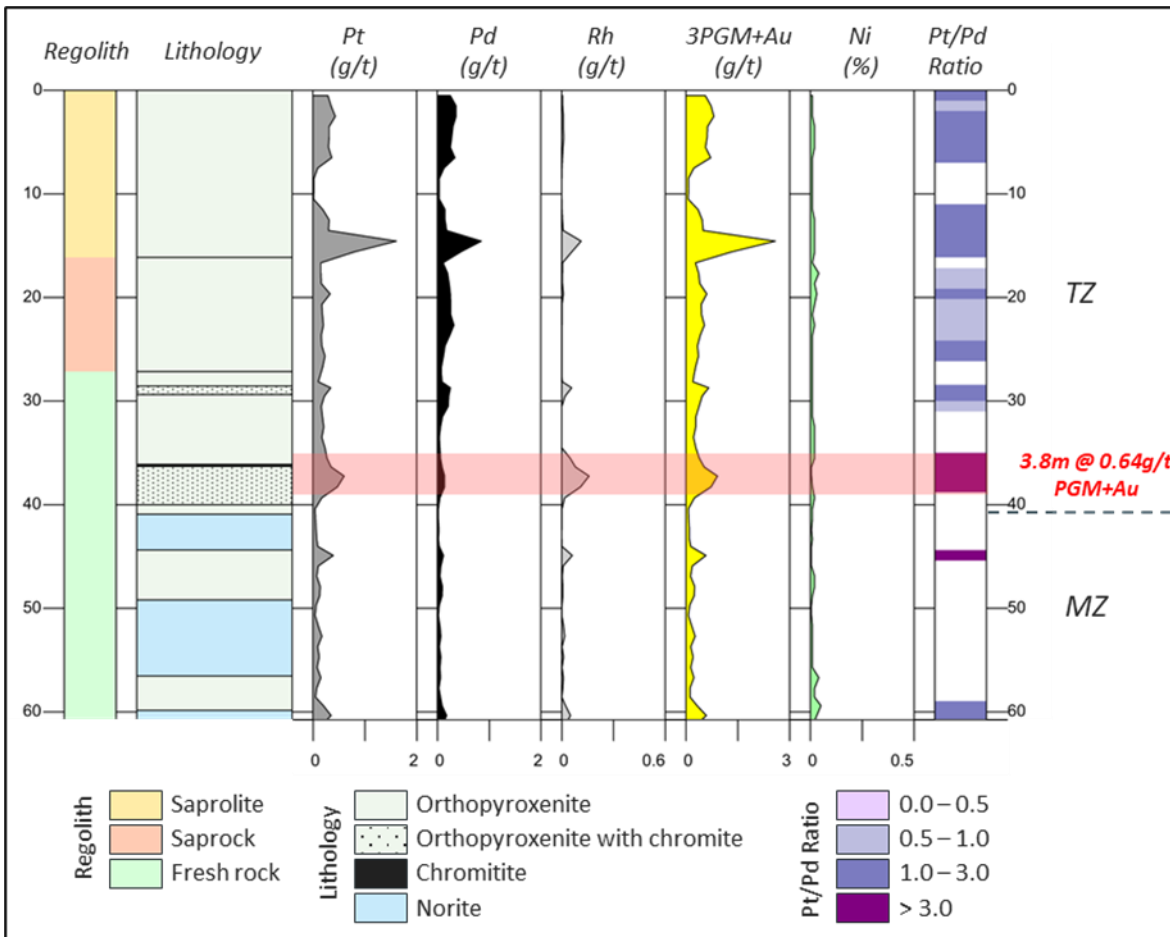 Regolith Lithology Pt (g/t) Pd (g/t) Rh (g/t) 3PGM+Au (g/t) Ni (%) Pt/Pd Ratio
0 0
10 10
20 TZ 20
30 30
3.8m @ 0.64g/t
PGM+Au
40 40
50 MZ 50
60 60
0 2 0 2 0 0.6 0 3 0 0.5
Regolith
Saprolite
Saprock
Fresh rock
Lithology
Orthopyroxenite
Orthopyroxenite with chromite
Chromitite
Norite
Pt/Pd Ratio
0.0 – 0.5
0.5 – 1.0
1.0 – 3.0
> 3.0